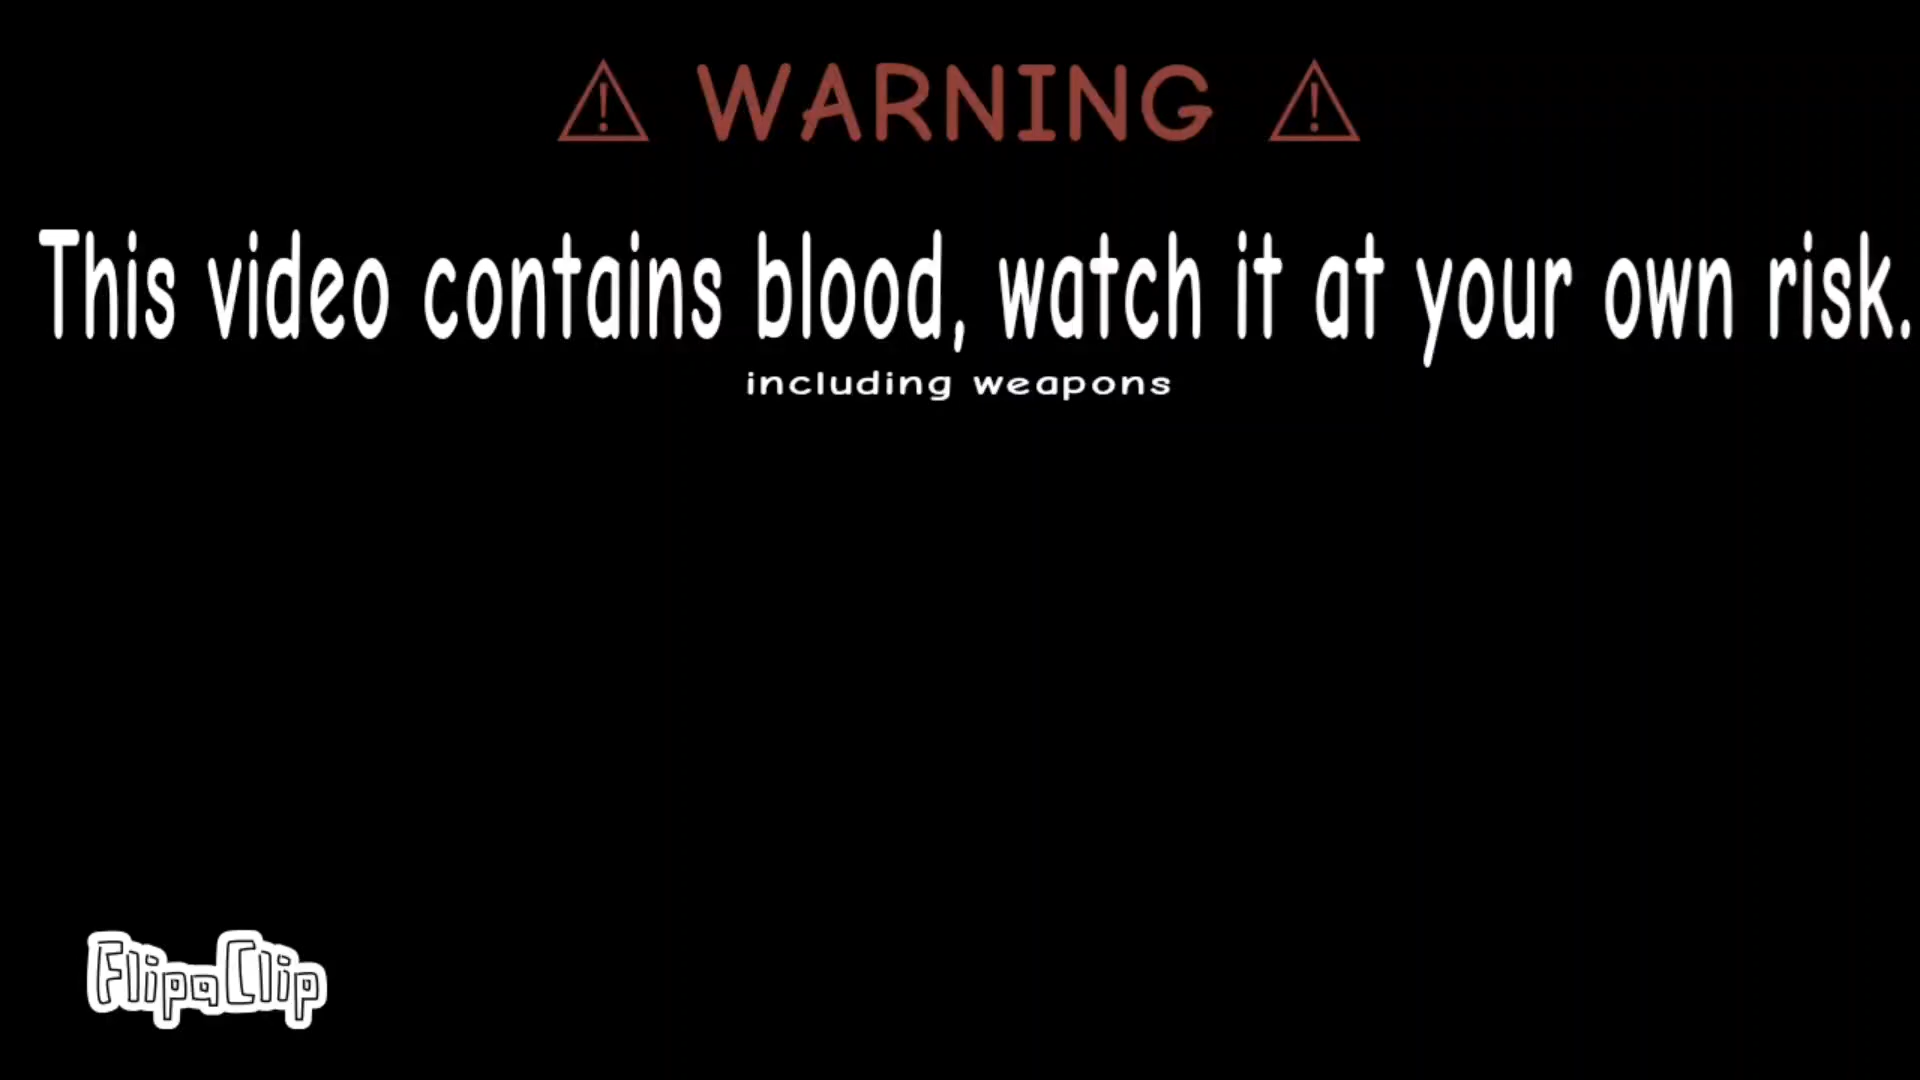 ⚠ WARNING ⚠
This video contains blood, watch it at your own risk.
including weapons
FlipaClip